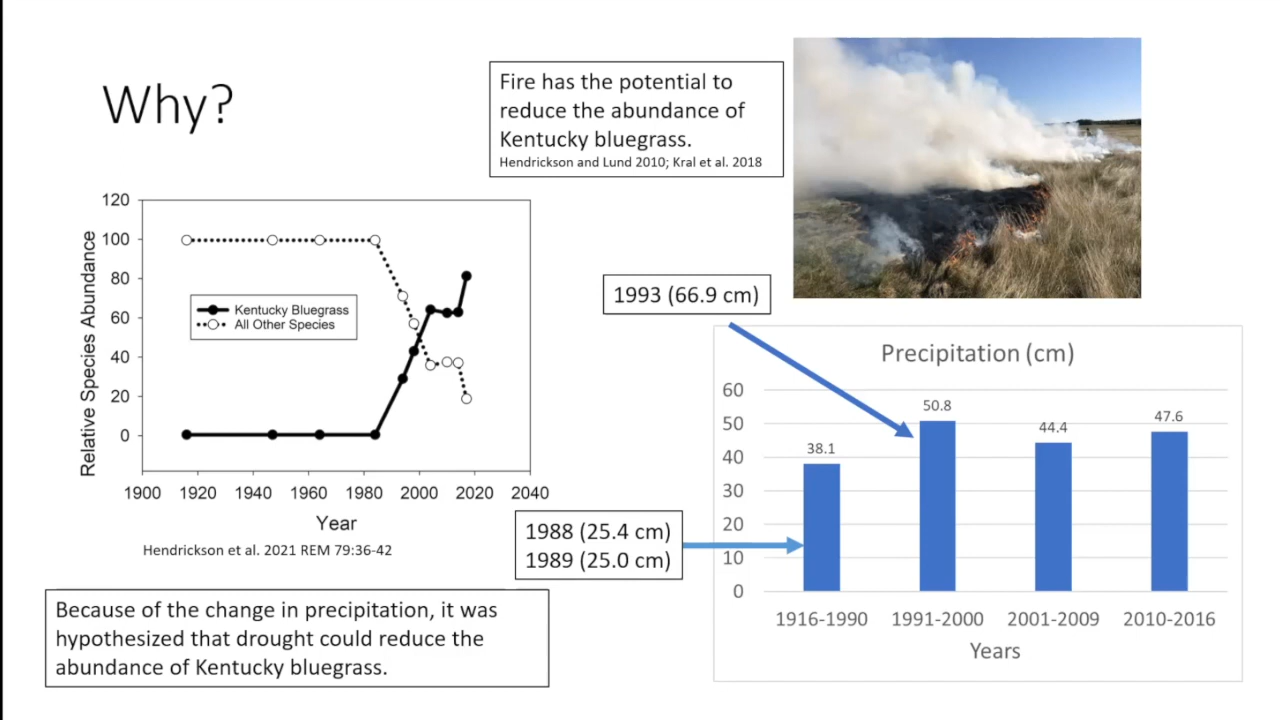 Why?
Fire has the potential to
reduce the abundance of
Kentucky bluegrass.
Hendrickson and Lund 2010; Kral et al. 2018
120
100
80
60
40
20
0
Relative Species Abundance
Kentucky Bluegrass
All Other Species
1900 1920 1940 1960 1980 2000 2020 2040
Year
Hendrickson et al. 2021 REM 79:36-42
1993 (66.9 cm)
1988 (25.4 cm)
1989 (25.0 cm)
Precipitation (cm)
60
50
40
30
20
10
0
38.1
50.8
44.4
47.6
1916-1990 1991-2000 2001-2009 2010-2016
Years
Because of the change in precipitation, it was
hypothesized that drought could reduce the
abundance of Kentucky bluegrass.